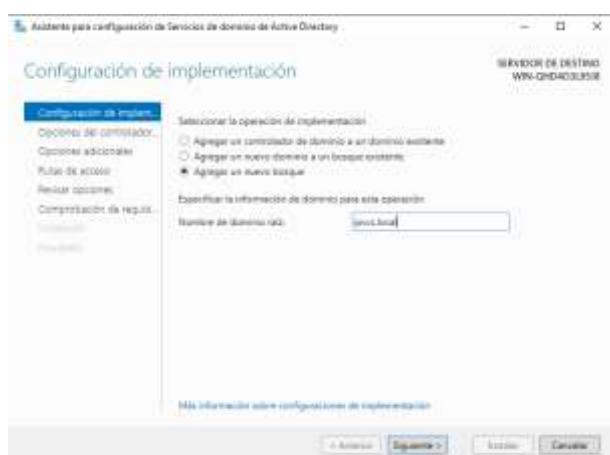 Asistente para configuración de Servicios de dominio de Active Directory
Configuración de implementación
SERVIDOR DE DESTINO
Configuración de implem...
Opciones del controlador...
Opciones adicionales
Rutas de acceso
Revisar opciones
Comprobación de requis...
Seleccionar la operación de implementación
Agregar un controlador de dominio a un dominio existente
Agregar un nuevo dominio a un bosque existente
Agregar un nuevo bosque
Especificar la información de dominio para esta operación
Nombre de dominio raíz:
Más información sobre configuraciones de implementación
< Anterior
Siguiente >
Instalar
Cancelar